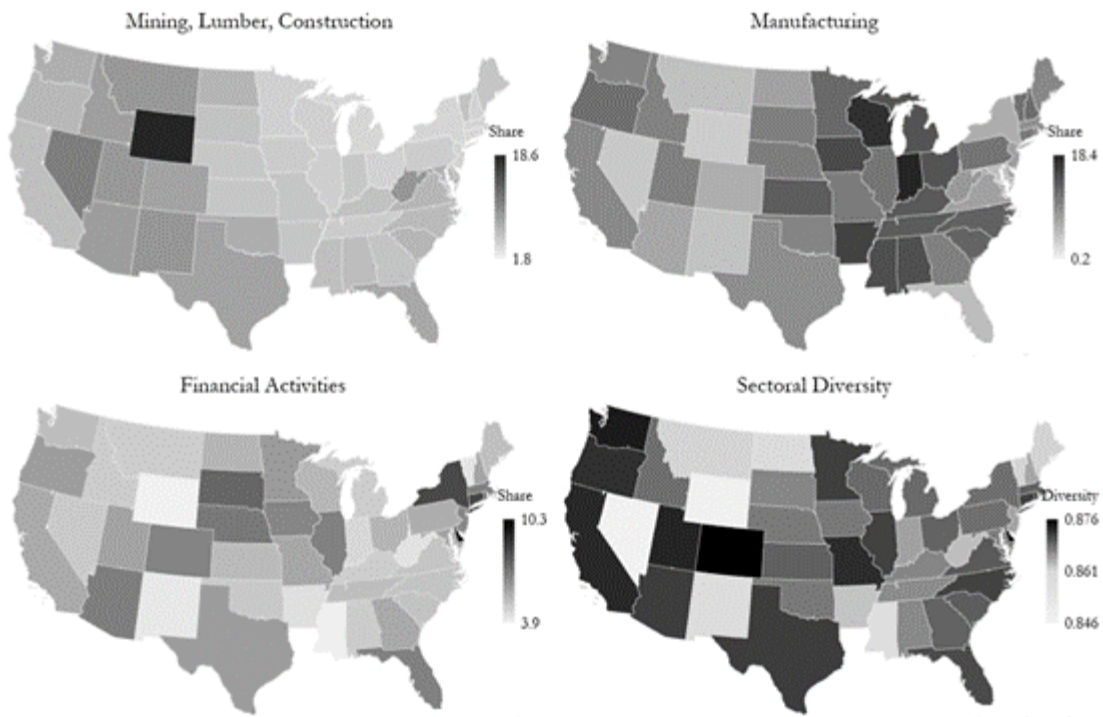 Mining, Lumber, Construction
Manufacturing
Share
18.6
1.8
Share
18.4
0.2
Financial Activities
Sectoral Diversity
Share
10.3
3.9
Diversity
0.876
0.861
0.846